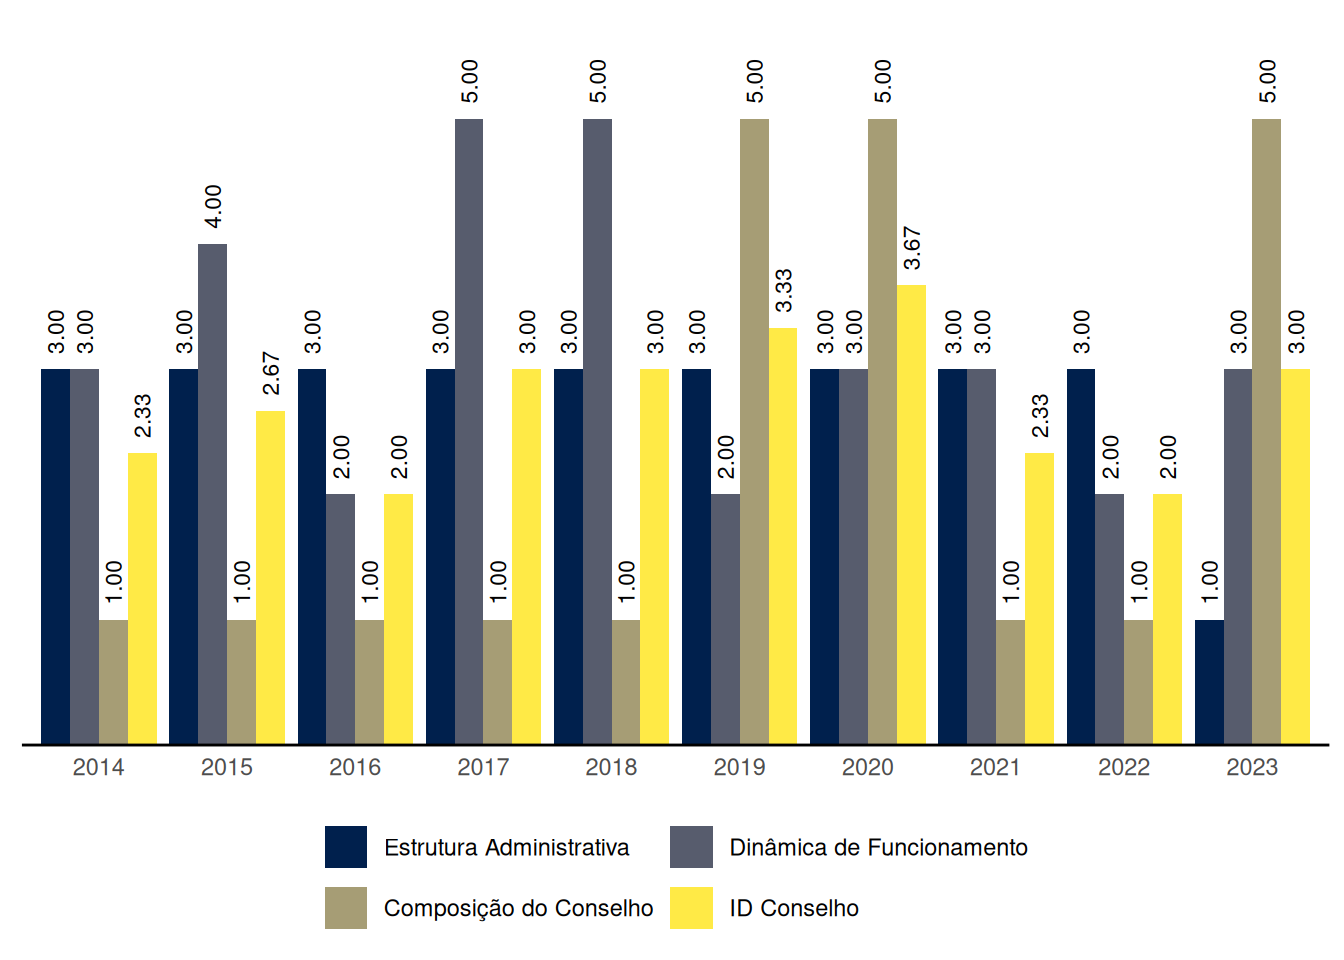 3.00 3.00 1.00 2.33
3.00 4.00 1.00 2.67
3.00 2.00 1.00 2.00
3.00 5.00 1.00 3.00
3.00 5.00 1.00 3.00
3.00 2.00 5.00 3.33
3.00 3.00 5.00 3.67
3.00 3.00 1.00 2.33
3.00 2.00 1.00 2.00
1.00 3.00 5.00 3.00
2014 2015 2016 2017 2018 2019 2020 2021 2022 2023
Estrutura Administrativa Dinâmica de Funcionamento
Composição do Conselho ID Conselho